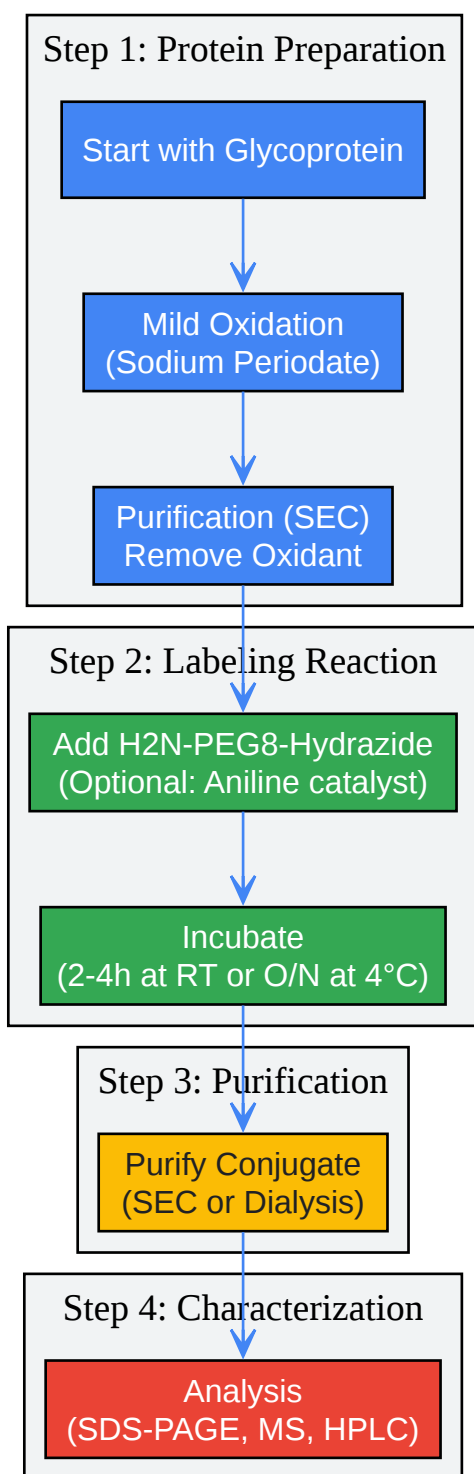 Step 1: Protein Preparation
Start with Glycoprotein
Mild Oxidation
(Sodium Periodate)
Purification (SEC)
Remove Oxidant
Step 2: Labeling Reaction
Add H2N-PEG8-Hydrazide
(Optional: Aniline catalyst)
Incubate
(2-4h at RT or O/N at 4°C)
Step 3: Purification
Purify Conjugate
(SEC or Dialysis)
Step 4: Characterization
Analysis
(SDS-PAGE, MS, HPLC)